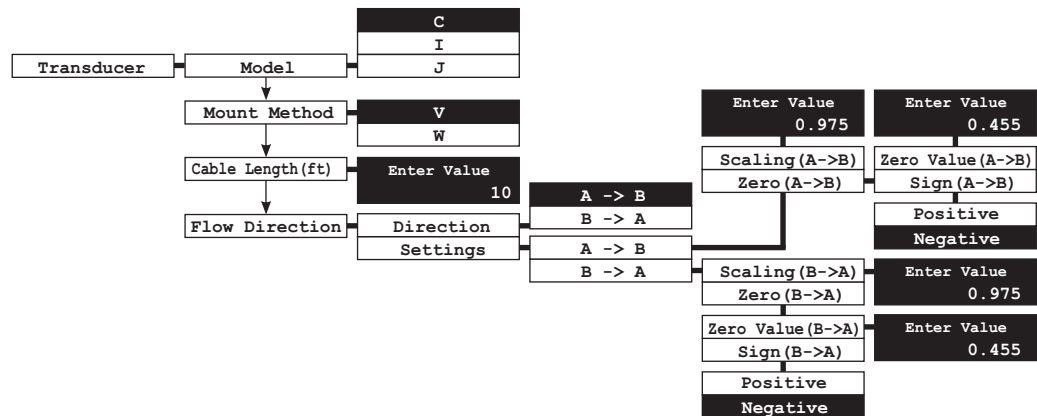 C
I
J
Transducer
Model
Mount Method
V
W
Cable Length(ft)
Enter Value
10
Flow Direction
Direction
Settings
A -> B
B -> A
A -> B
B -> A
Enter Value
0.975
Scaling(A->B)
Zero(A->B)
Enter Value
0.455
Zero Value(A->B)
Sign(A->B)
Positive
Negative
Scaling(B->A)
Zero(B->A)
Enter Value
0.975
Zero Value(B->A)
Sign(B->A)
Enter Value
0.455
Positive
Negative